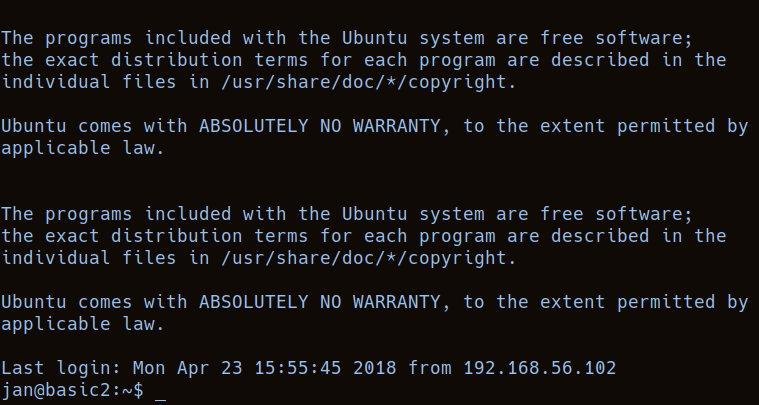 The programs included with the Ubuntu system are free software;
the exact distribution terms for each program are described in the
individual files in /usr/share/doc/*/copyright.
Ubuntu comes with ABSOLUTELY NO WARRANTY, to the extent permitted by
applicable law.
The programs included with the Ubuntu system are free software;
the exact distribution terms for each program are described in the
individual files in /usr/share/doc/*/copyright.
Ubuntu comes with ABSOLUTELY NO WARRANTY, to the extent permitted by
applicable law.
Last login: Mon Apr 23 15:55:45 2018 from 192.168.56.102
jan@basic2:~$ _